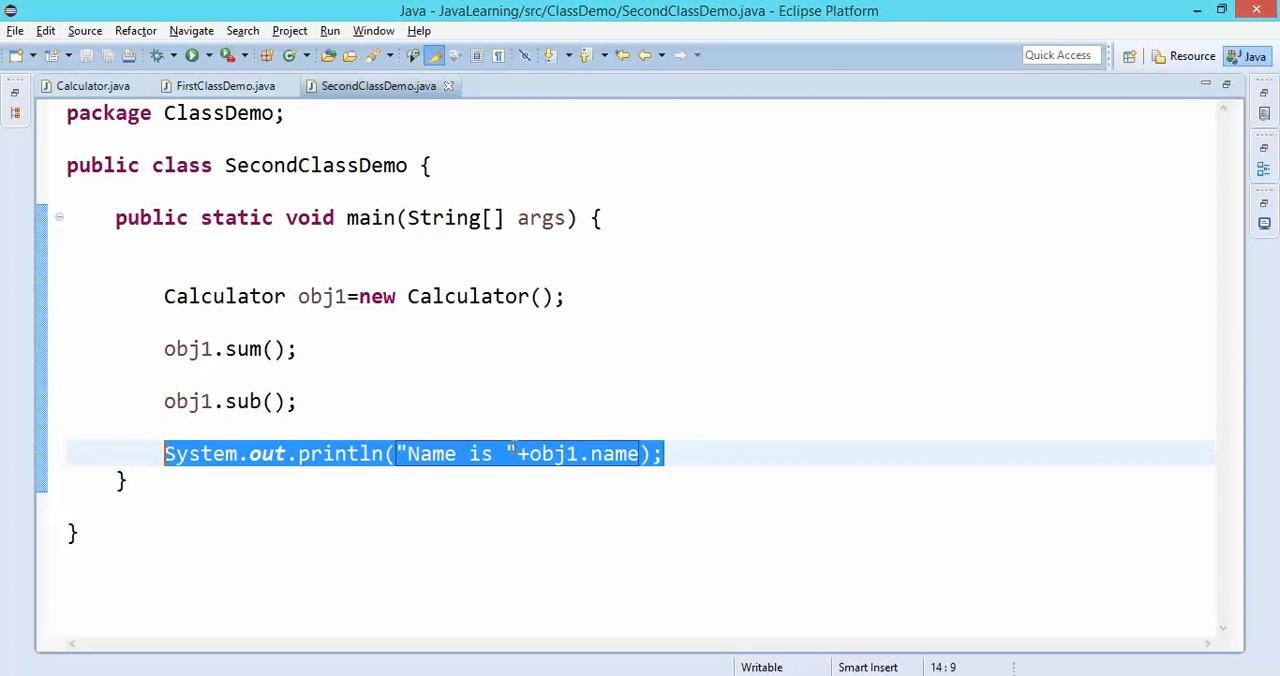 Java - JavaLearning/src/ClassDemo/SecondClassDemo.java - Eclipse Platform
File Edit Source Refactor Navigate Search Project Run Window Help
Quick Access Resource Java
Calculator.java FirstClassDemo.java SecondClassDemo.java
package ClassDemo;
public class SecondClassDemo {
public static void main(String[] args) {
Calculator obj1=new Calculator();
obj1.sum();
obj1.sub();
System.out.println("Name is "+obj1.name);
}
}
Writable Smart Insert 14:9